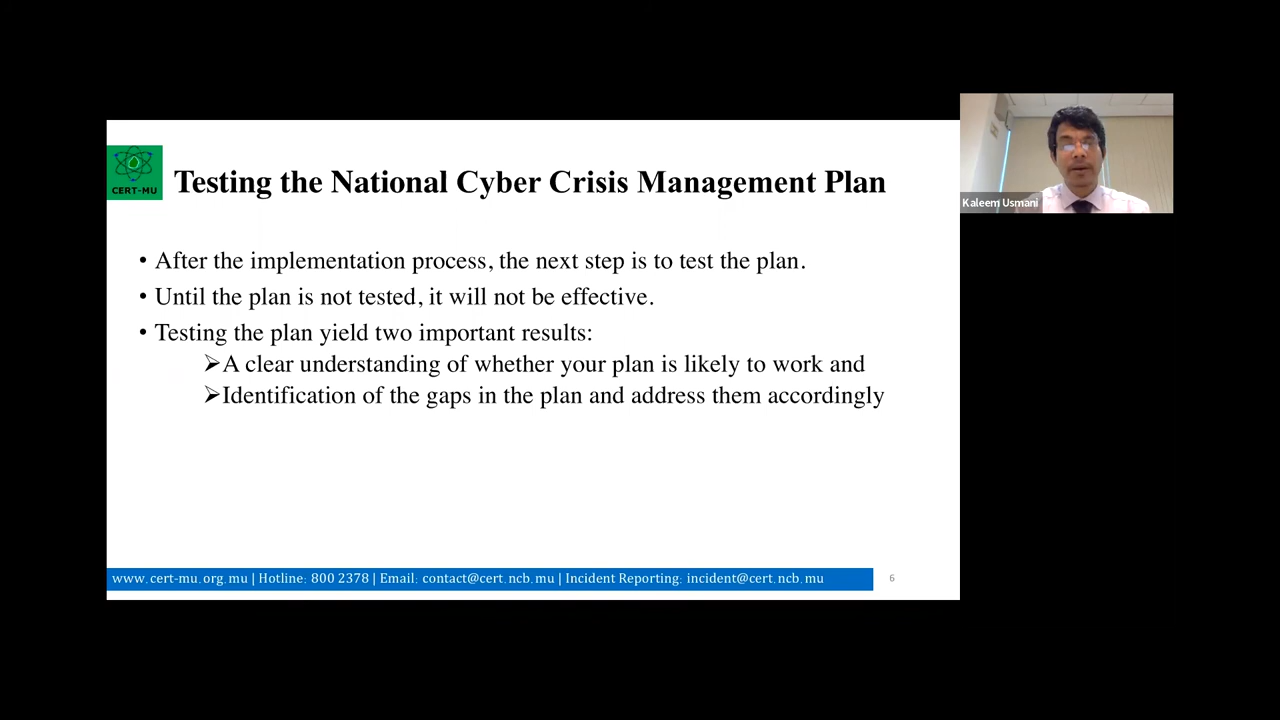 CERT-MU
Testing the National Cyber Crisis Management Plan
• After the implementation process, the next step is to test the plan.
• Until the plan is not tested, it will not be effective.
• Testing the plan yield two important results:
➢A clear understanding of whether your plan is likely to work and
➢Identification of the gaps in the plan and address them accordingly
www.cert-mu.org.mu | Hotline: 800 2378 | Email: contact@cert.ncb.mu | Incident Reporting: incident@cert.ncb.mu
6
Kaleem Usmani